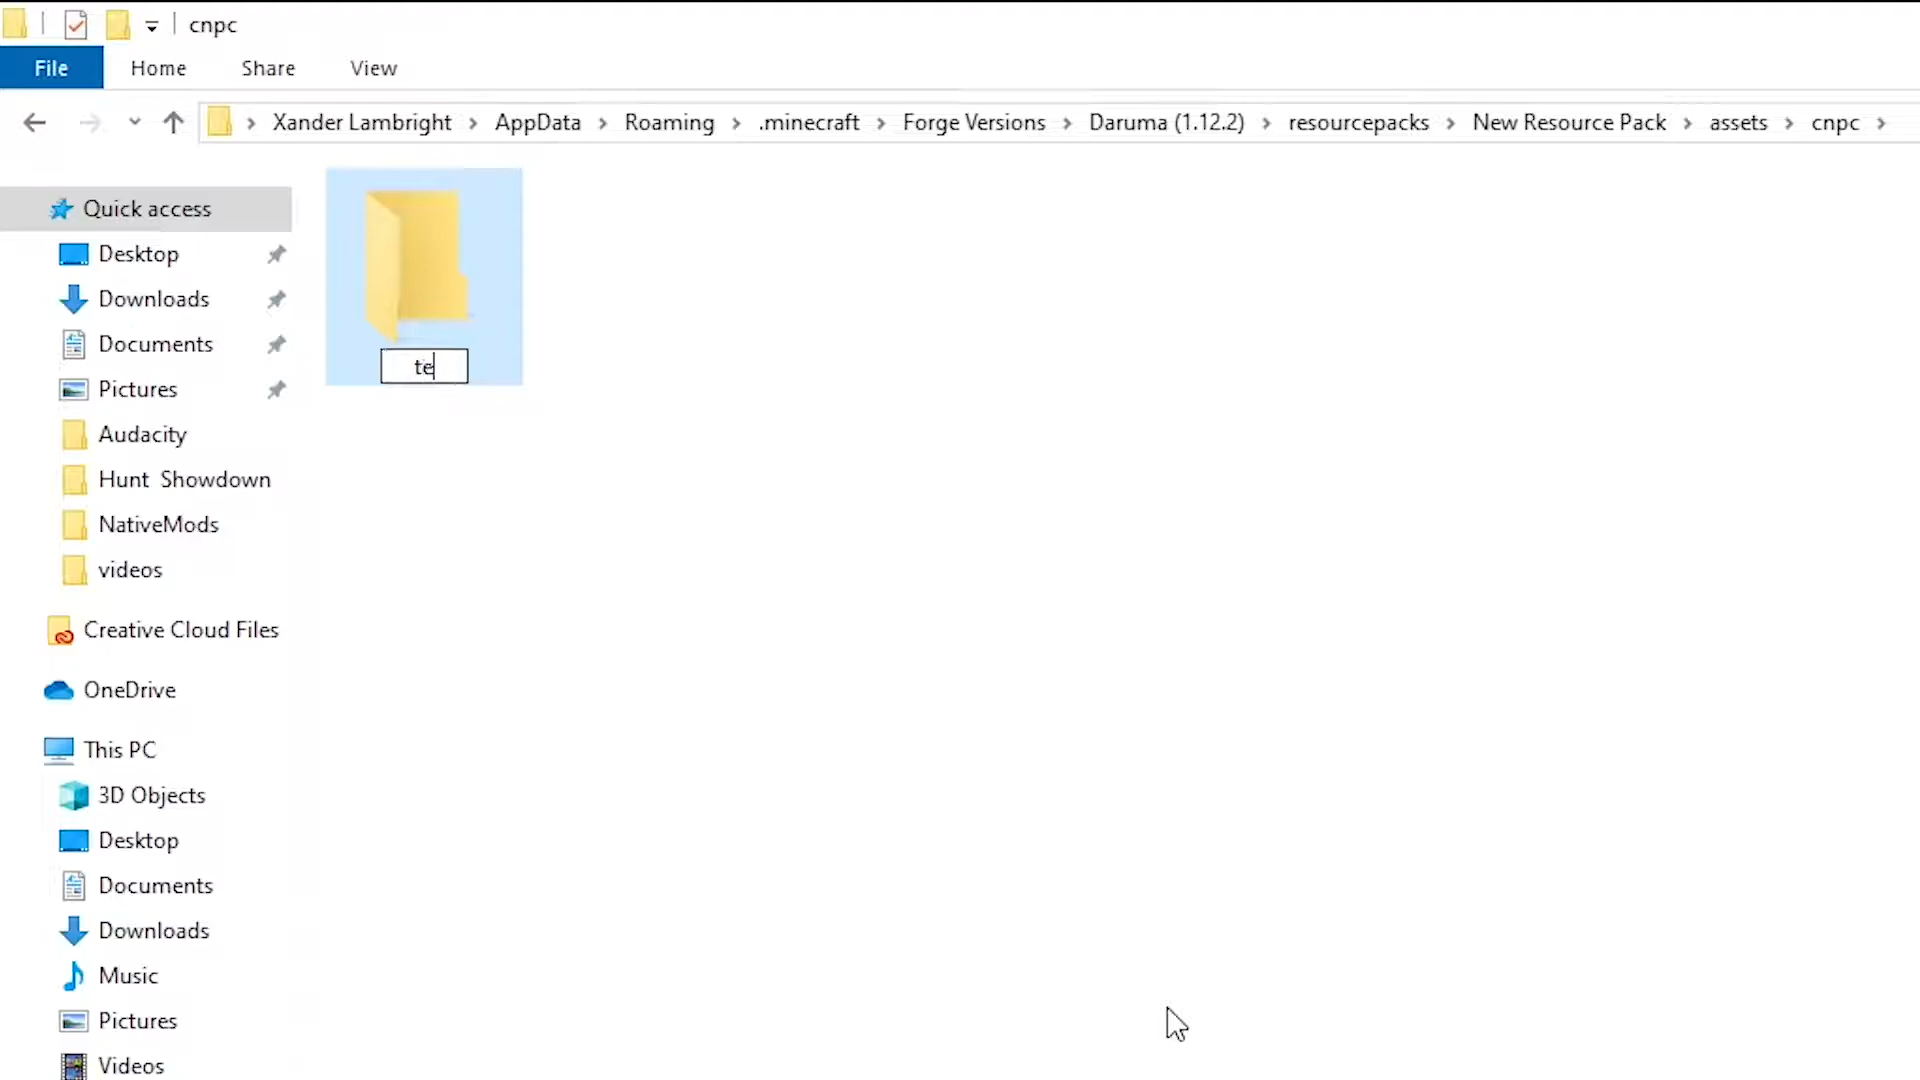 cnpc
File Home Share View
Xander Lambright AppData Roaming .minecraft Forge Versions Daruma (1.12.2) resourcepacks New Resource Pack assets cnpc
Quick access
Desktop
Downloads
Documents
Pictures
Audacity
Hunt Showdown
NativeMods
videos
Creative Cloud Files
OneDrive
This PC
3D Objects
Desktop
Documents
Downloads
Music
Pictures
Videos
te